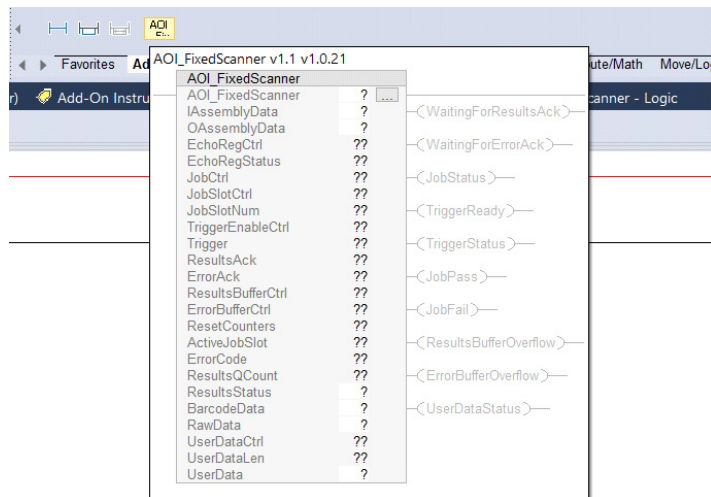 AOI
Favorites Ad
AOI_FixedScanner v1.1 v1.0.21
ute/Math Move/Lo
r) Add-On Instru
canner - Logic
AOI_FixedScanner
AOI_FixedScanner ? ...
IAssemblyData ? (WaitingForResultsAck)
OAssemblyData ?
EchoRegCtrl ?? (WaitingForErrorAck)
EchoRegStatus ??
JobCtrl ?? (JobStatus)
JobSlotCtrl ??
JobSlotNum ?? (TriggerReady)
TriggerEnableCtrl ??
Trigger ?? (TriggerStatus)
ResultsAck ??
ErrorAck ?? (JobPass)
ResultsBufferCtrl ??
ErrorBufferCtrl ?? (JobFail)
ResetCounters ??
ActiveJobSlot ?? (ResultsBufferOverflow)
ErrorCode ??
ResultsQCount ?? (ErrorBufferOverflow)
ResultsStatus ?
BarcodeData ? (UserDataStatus)
RawData ?
UserDataCtrl ??
UserDataLen ??
UserData ?